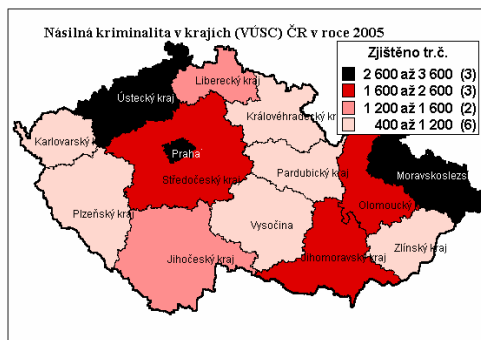 Násilná kriminalita v krajích (VÚSC) ČR v roce 2005
Zjištěno tr.č.
2 600 až 3 600 (3)
1 600 až 2 600 (3)
1 200 až 1 600 (2)
400 až 1 200 (6)
Liberecký kraj
Ústecký kraj
Královéhradecký kraj
Karlovarský k
Praha
Moravskoslezs
Středočeský kraj
Pardubický kraj
Olomoucký
Plzeňský kraj
Vysočina
Zlínský kraj
Jihočeský kraj
Jihomoravský kraj